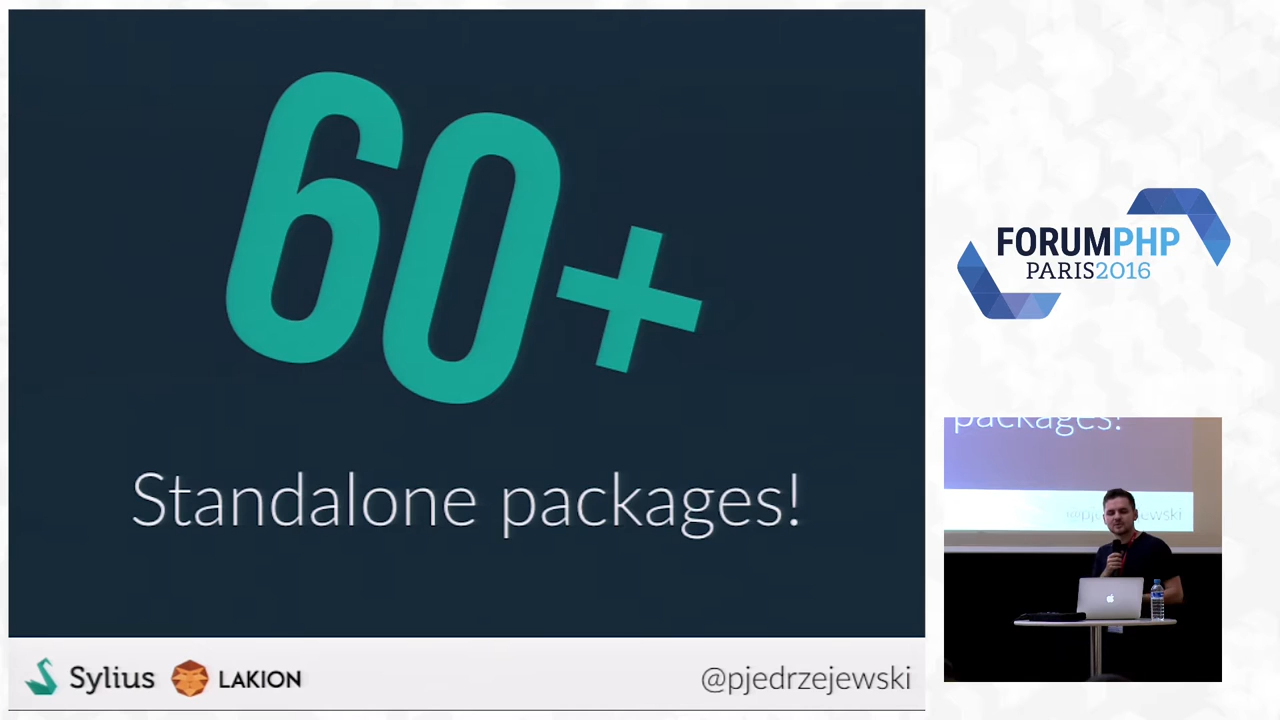 60+
Standalone packages!
Sylius LAKION @pjedrzejewski
FORUMPHP
PARIS2016
packages!